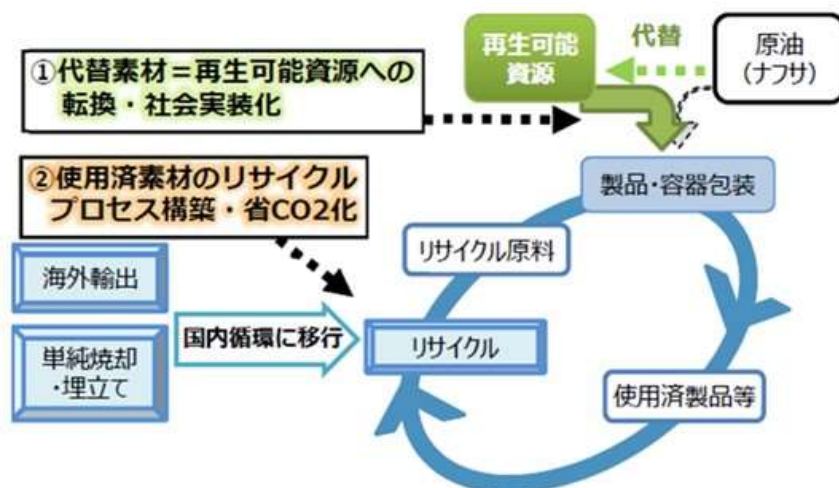 ①代替素材＝再生可能資源への
転換・社会実装化
再生可能
資源
代替
原油
（ナフサ）
②使用済素材のリサイクル
プロセス構築・省CO2化
製品・容器包装
リサイクル原料
海外輸出
国内循環に移行
リサイクル
単純焼却
・埋立て
使用済製品等